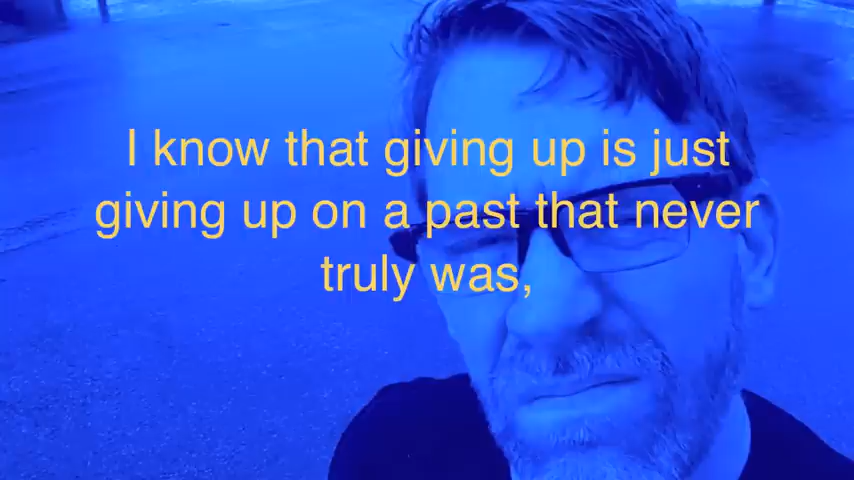 I know that giving up is just
giving up on a past that never
truly was,